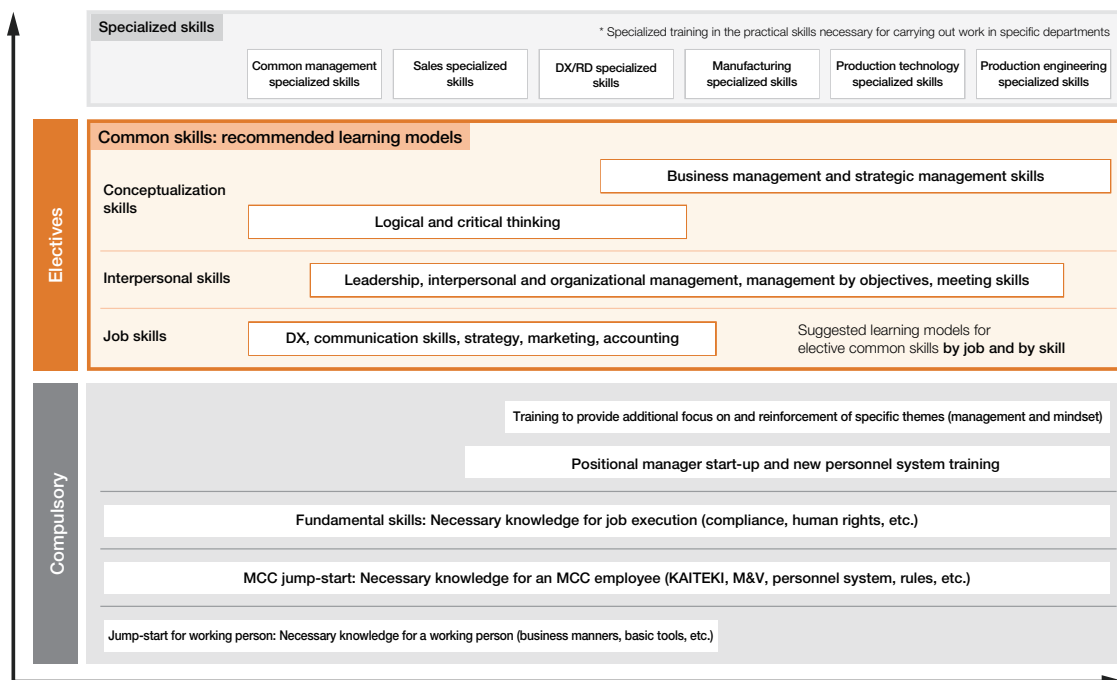 Specialized skills
* Specialized training in the practical skills necessary for carrying out work in specific departments
Common management
specialized skills
Sales specialized
skills
DX/RD specialized
skills
Manufacturing
specialized skills
Production technology
specialized skills
Production engineering
specialized skills
Electives
Common skills: recommended learning models
Conceptualization
skills
Business management and strategic management skills
Logical and critical thinking
Interpersonal skills
Leadership, interpersonal and organizational management, management by objectives, meeting skills
Job skills
DX, communication skills, strategy, marketing, accounting
Suggested learning models for
elective common skills by job and by skill
Compulsory
Training to provide additional focus on and reinforcement of specific themes (management and mindset)
Positional manager start-up and new personnel system training
Fundamental skills: Necessary knowledge for job execution (compliance, human rights, etc.)
MCC jump-start: Necessary knowledge for an MCC employee (KAITEKI, M&V, personnel system, rules, etc.)
Jump-start for working person: Necessary knowledge for a working person (business manners, basic tools, etc.)